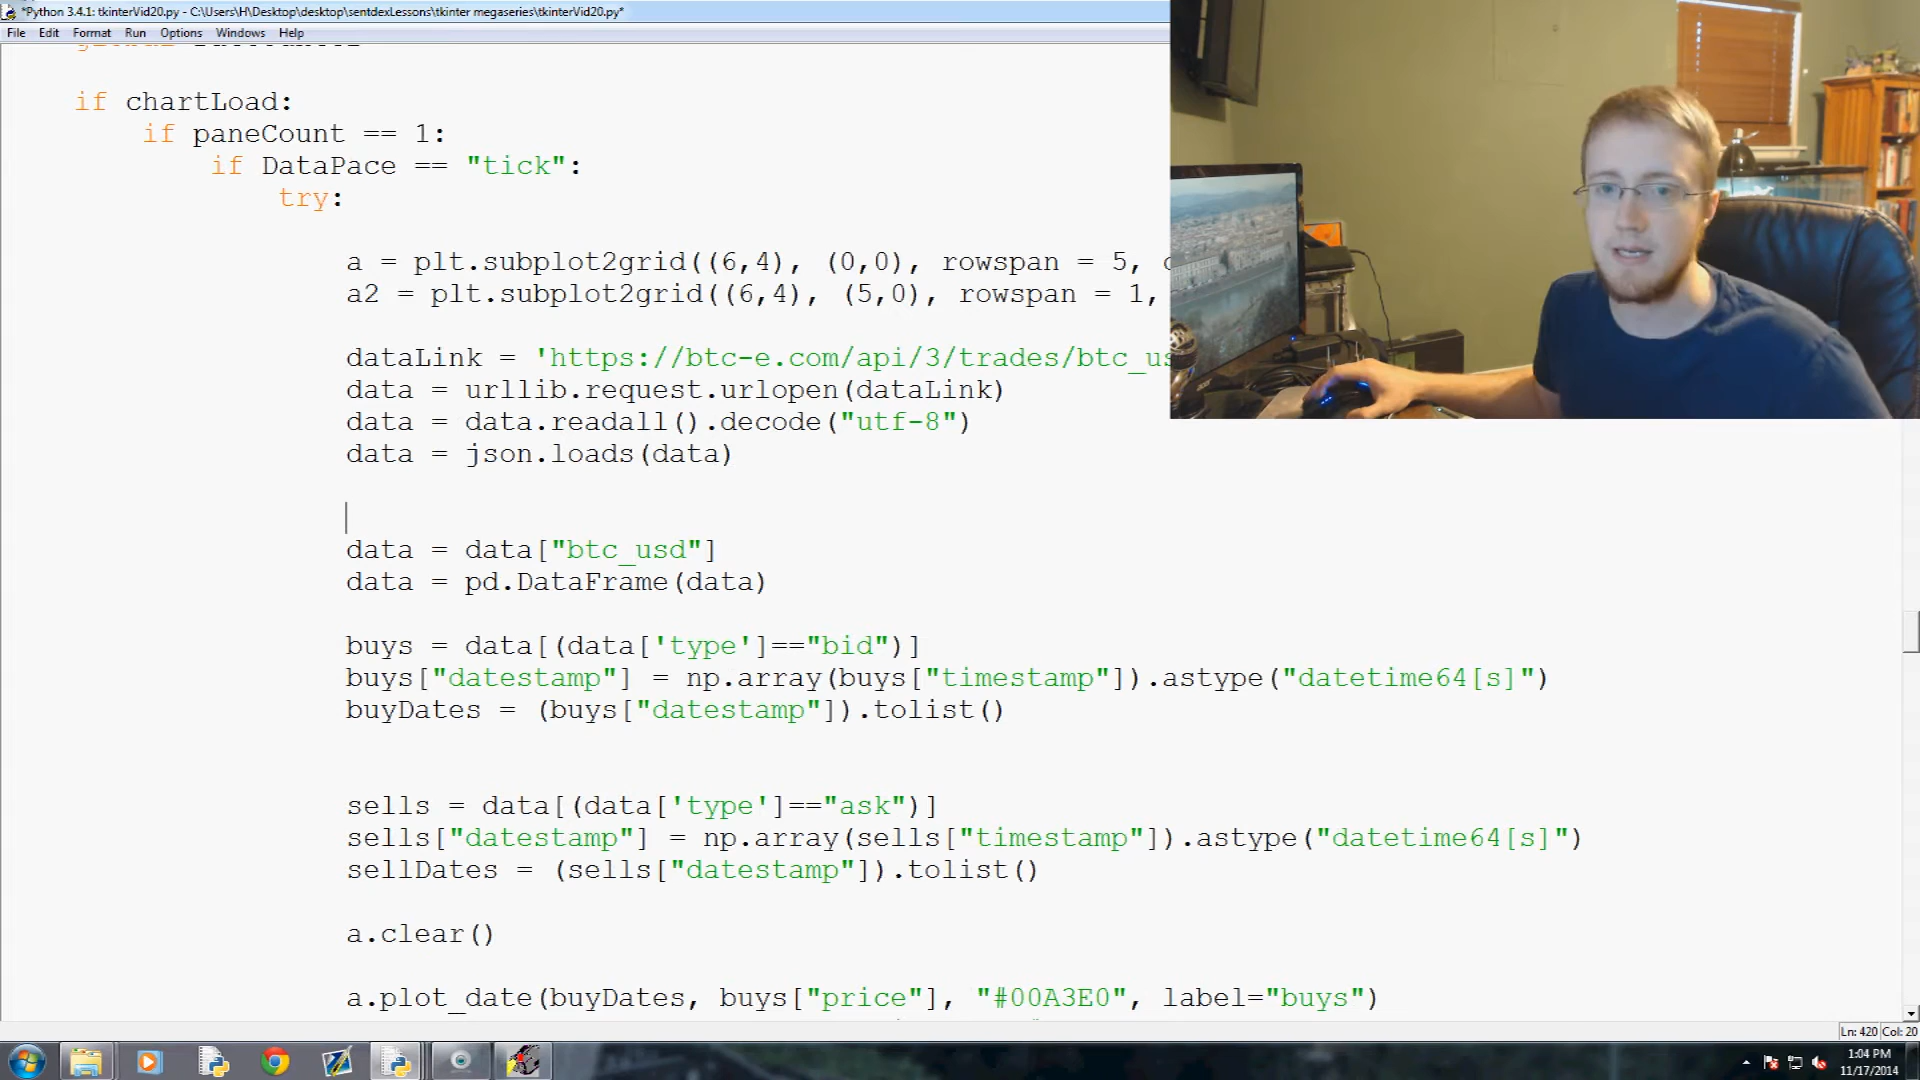 *Python 3.4.1: tkinterVid20.py - C:\Users\H\Desktop\desktop\sentdexLessons\tkinter megaseries\tkinterVid20.py*
File Edit Format Run Options Windows Help
if chartLoad:
if paneCount == 1:
if DataPace == "tick":
try:
a = plt.subplot2grid((6,4), (0,0), rowspan = 5,
a2 = plt.subplot2grid((6,4), (5,0), rowspan = 1,
dataLink = 'https://btc-e.com/api/3/trades/btc_us
data = urllib.request.urlopen(dataLink)
data = data.readall().decode("utf-8")
data = json.loads(data)
data = data["btc_usd"]
data = pd.DataFrame(data)
buys = data[(data['type']=="bid")]
buys["datestamp"] = np.array(buys["timestamp"]).astype("datetime64[s]")
buyDates = (buys["datestamp"]).tolist()
sells = data[(data['type']=="ask")]
sells["datestamp"] = np.array(sells["timestamp"]).astype("datetime64[s]")
sellDates = (sells["datestamp"]).tolist()
a.clear()
a.plot_date(buyDates, buys["price"], "#00A3E0", label="buys")
Ln: 420 Col: 20
1:04 PM
11/17/2014